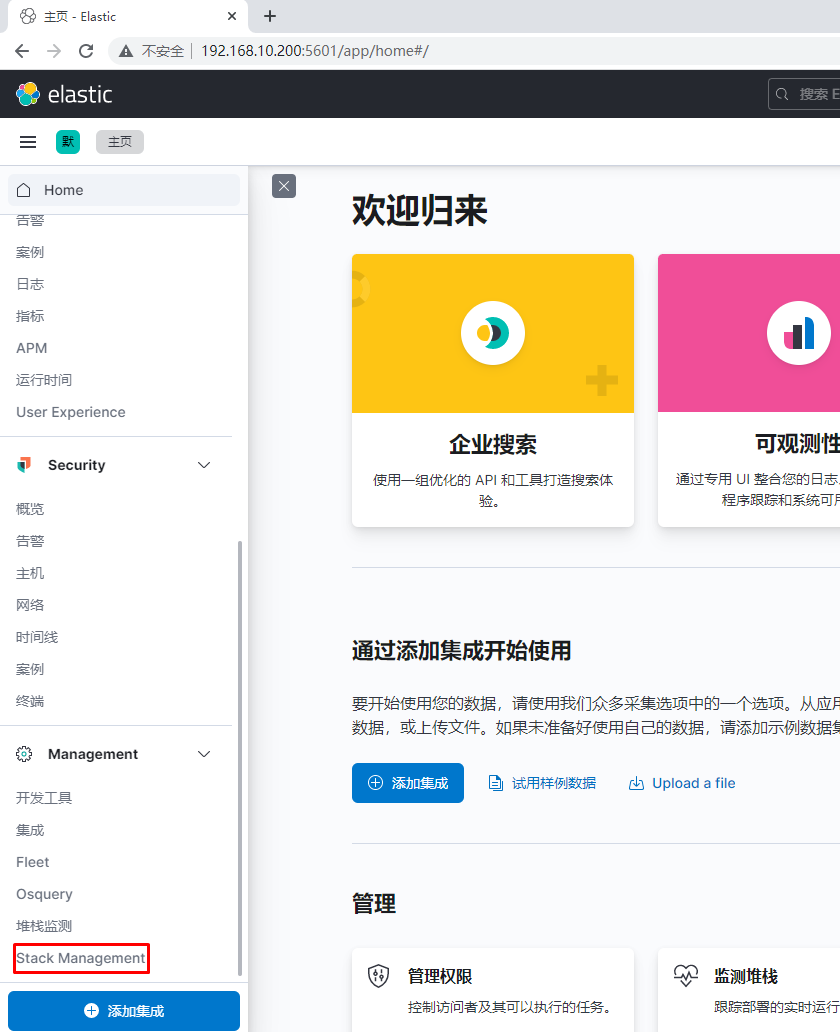 主页 - Elastic
不安全 | 192.168.10.200:5601/app/home#/
elastic
搜索 E
默
主页
Home
告警
案例
日志
指标
APM
运行时间
User Experience
Security
概览
告警
主机
网络
时间线
案例
终端
Management
开发工具
集成
Fleet
Osquery
堆栈监测
Stack Management
添加集成
欢迎归来
企业搜索
使用一组优化的 API 和工具打造搜索体
验。
可观测性
通过专用 UI 整合您的日志、
程序跟踪和系统可用
通过添加集成开始使用
要开始使用您的数据，请使用我们众多采集选项中的一个选项。从应用
数据，或上传文件。如果未准备好使用自己的数据，请添加示例数据集
添加集成
试用样例数据
Upload a file
管理
管理权限
控制访问者及其可以执行的任务。
监测堆栈
跟踪部署的实时运行